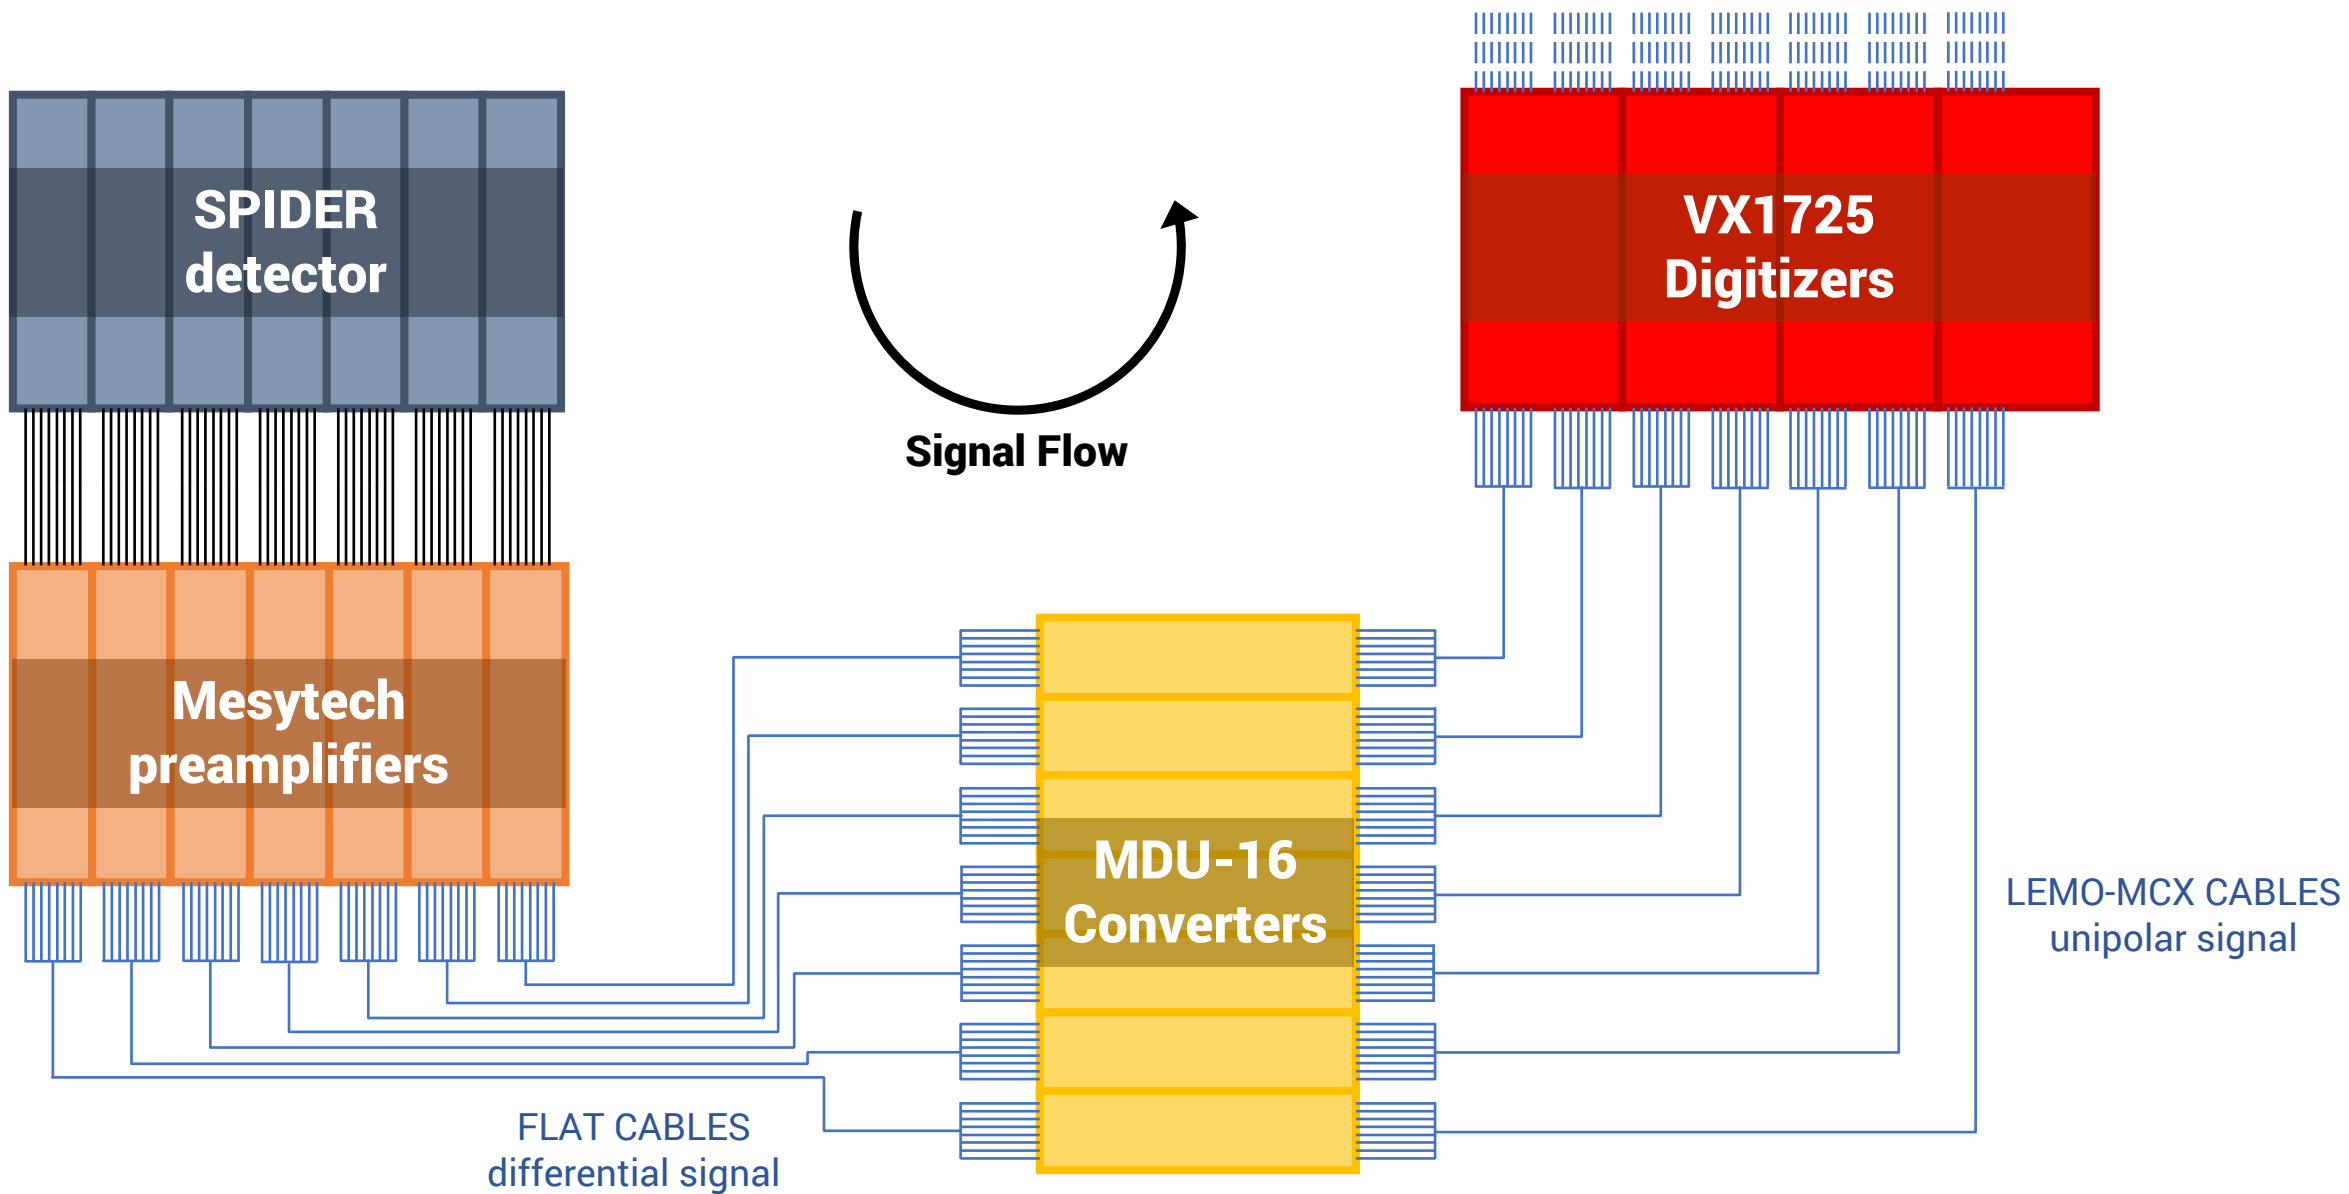 SPIDER
detector
VX1725
Digitizers
Signal Flow
Mesytech
preamplifiers
MDU-16
Converters
LEMO-MCX CABLES
unipolar signal
FLAT CABLES
differential signal